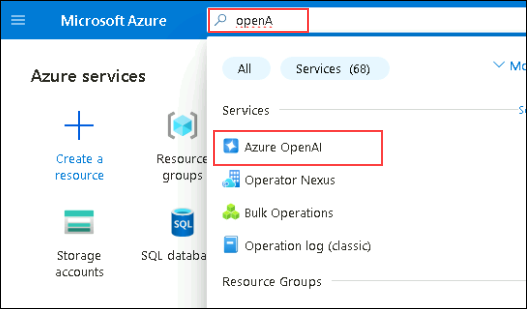 Microsoft Azure
openA
All
Services (68)
Mo
Azure services
Services
Create a
resource
Resource
groups
Azure OpenAI
Operator Nexus
Bulk Operations
Operation log (classic)
Storage
accounts
SQL
SQL databa
Resource Groups